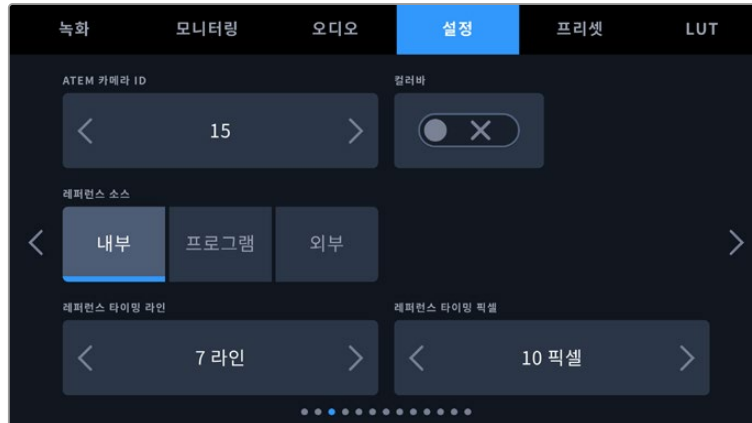 녹화 모니터링 오디오 설정 프리셋 LUT
ATEM 카메라 ID 컬러바
15
레퍼런스 소스
내부 프로그램 외부
레퍼런스 타이밍 라인 레퍼런스 타이밍 픽셀
7 라인 10 픽셀